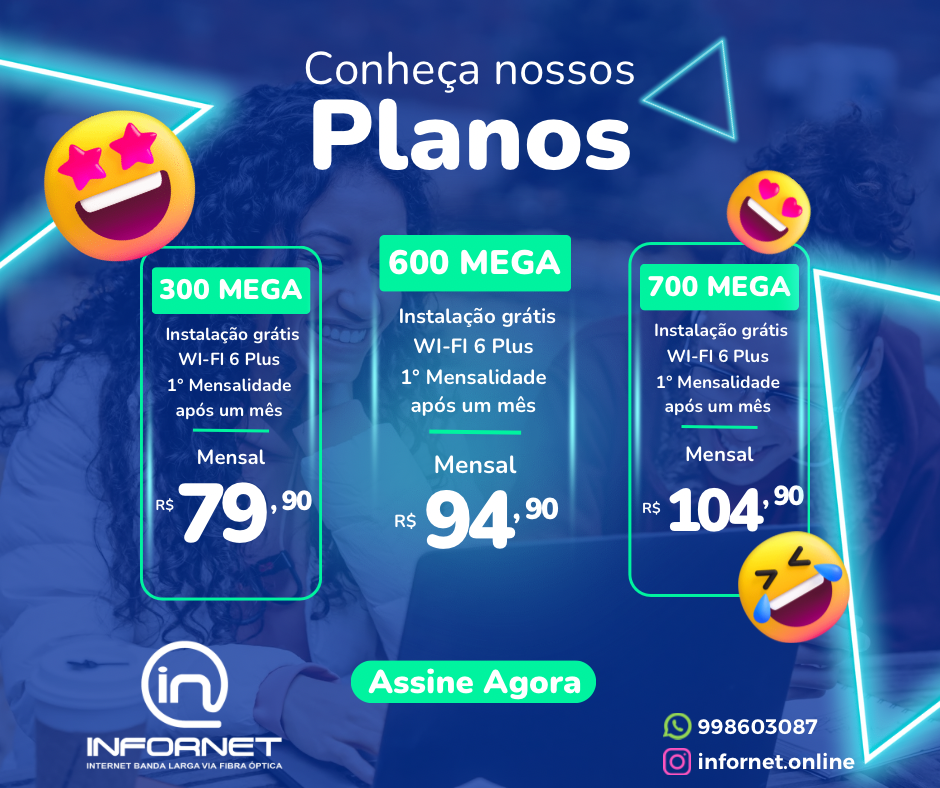 Conheça nossos
Planos
300 MEGA
Instalação grátis
WI-FI 6 Plus
1° Mensalidade
após um mês
Mensal
R$ 79,90
600 MEGA
Instalação grátis
WI-FI 6 Plus
1° Mensalidade
após um mês
Mensal
R$ 94,90
700 MEGA
Instalação grátis
WI-FI 6 Plus
1° Mensalidade
após um mês
Mensal
R$ 104,90
in
INFORNET
INTERNET BANDA LARGA VIA FIBRA ÓPTICA
Assine Agora
998603087
infornet.online